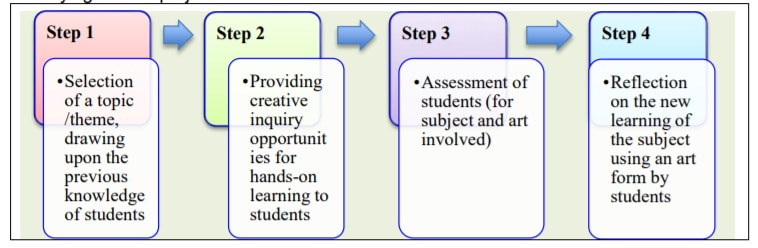 Step 1
•Selection
of a topic
/theme,
drawing
upon the
previous
knowledge
of students
Step 2
•Providing
creative
inquiry
opportunit
ies for
hands-on
learning to
students
Step 3
•Assessment of
students (for
subject and art
involved)
Step 4
•Reflection
on the new
learning of
the subject
using an art
form by
students